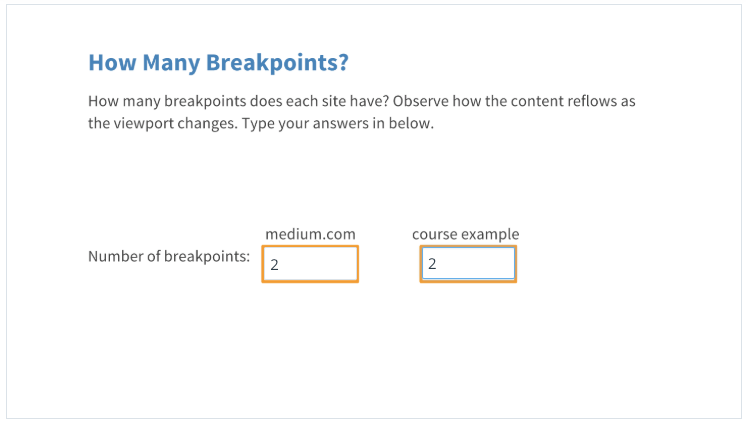 How Many Breakpoints?
How many breakpoints does each site have? Observe how the content reflows as
the viewport changes. Type your answers in below.
medium.com course example
Number of breakpoints: 2 2